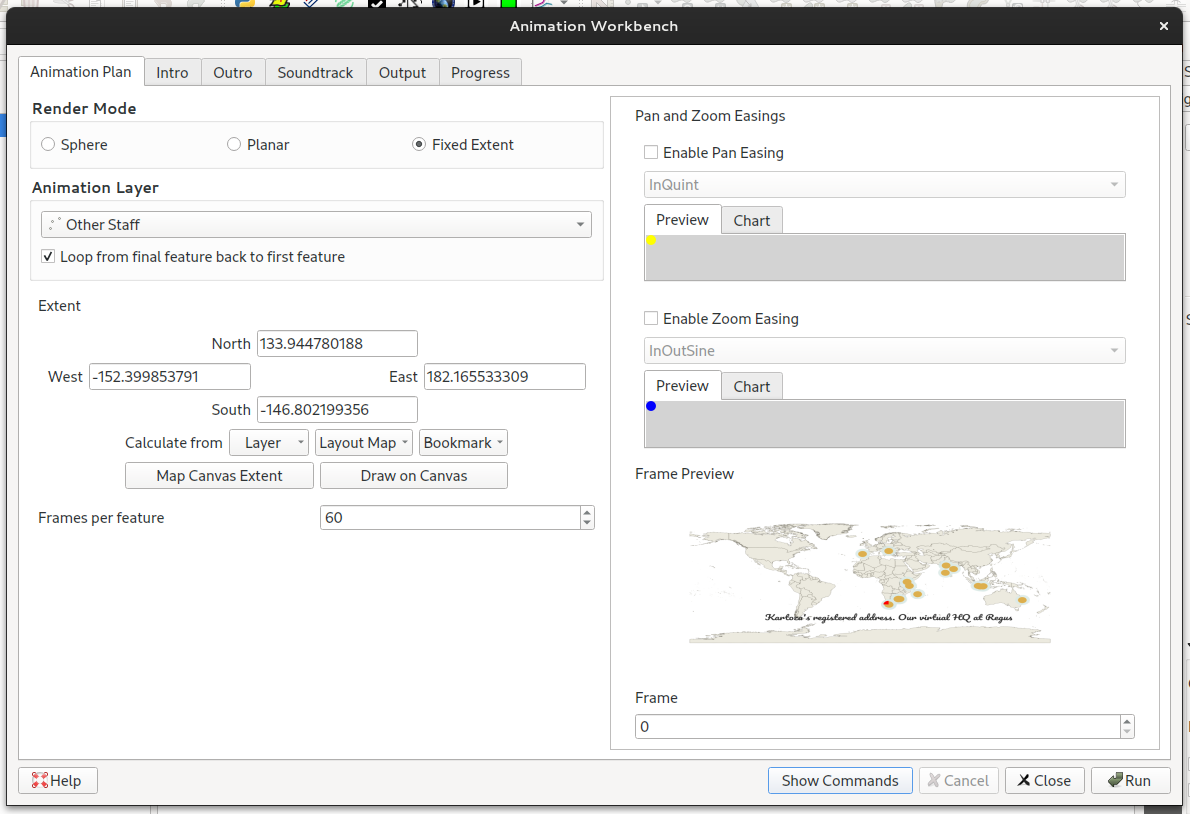 Animation Workbench
Animation Plan
Intro
Outro
Soundtrack
Output
Progress
Render Mode
Sphere
Planar
Fixed Extent
Animation Layer
Other Staff
Loop from final feature back to first feature
Extent
North 133.944780188
West -152.399853791
East 182.165533309
South -146.802199356
Calculate from Layer Layout Map Bookmark
Map Canvas Extent Draw on Canvas
Frames per feature 60
Pan and Zoom Easings
Enable Pan Easing
InQuint
Preview Chart
Enable Zoom Easing
InOutSine
Preview Chart
Frame Preview
Kartoza's registered address. Our virtual HQ at Regus
Frame
0
Help
Show Commands
Cancel
Close
Run